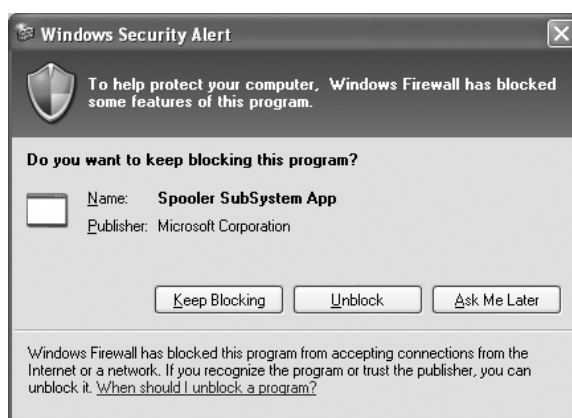 Windows Security Alert
To help protect your computer, Windows Firewall has blocked
some features of this program.
Do you want to keep blocking this program?
Name: Spooler SubSystem App
Publisher: Microsoft Corporation
Keep Blocking Unblock Ask Me Later
Windows Firewall has blocked this program from accepting connections from the
Internet or a network. If you recognize the program or trust the publisher, you can
unblock it. When should I unblock a program?